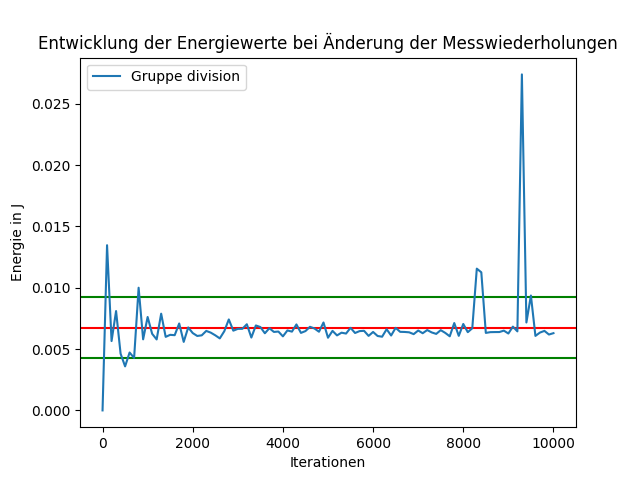 Entwicklung der Energiewerte bei Änderung der Messwiederholungen
Gruppe division
0.025
0.020
0.015
0.010
0.005
0.000
Energie in J
0 2000 4000 6000 8000 10000
Iterationen